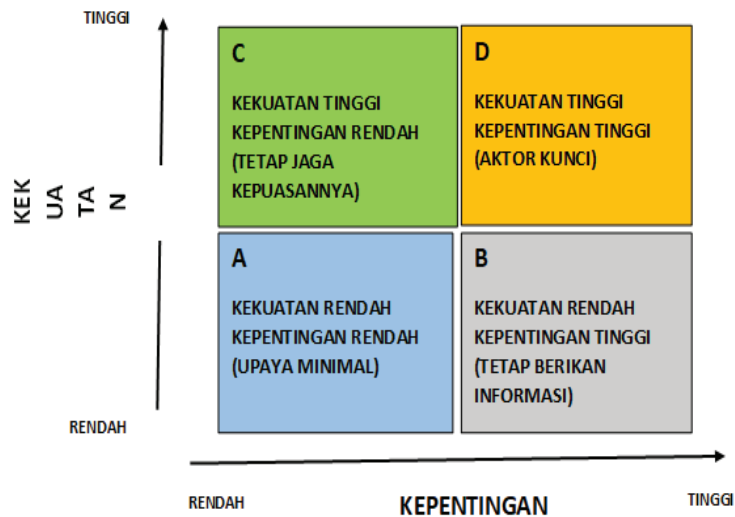 TINGGI
C
KEKUATAN TINGGI
KEPENTINGAN RENDAH
(TETAP JAGA
KEPUASANNYA)
D
KEKUATAN TINGGI
KEPENTINGAN TINGGI
(AKTOR KUNCI)
KEK
UA
TA
N
A
KEKUATAN RENDAH
KEPENTINGAN RENDAH
(UPAYA MINIMAL)
B
KEKUATAN RENDAH
KEPENTINGAN TINGGI
(TETAP BERIKAN
INFORMASI)
RENDAH
RENDAH
KEPENTINGAN
TINGGI